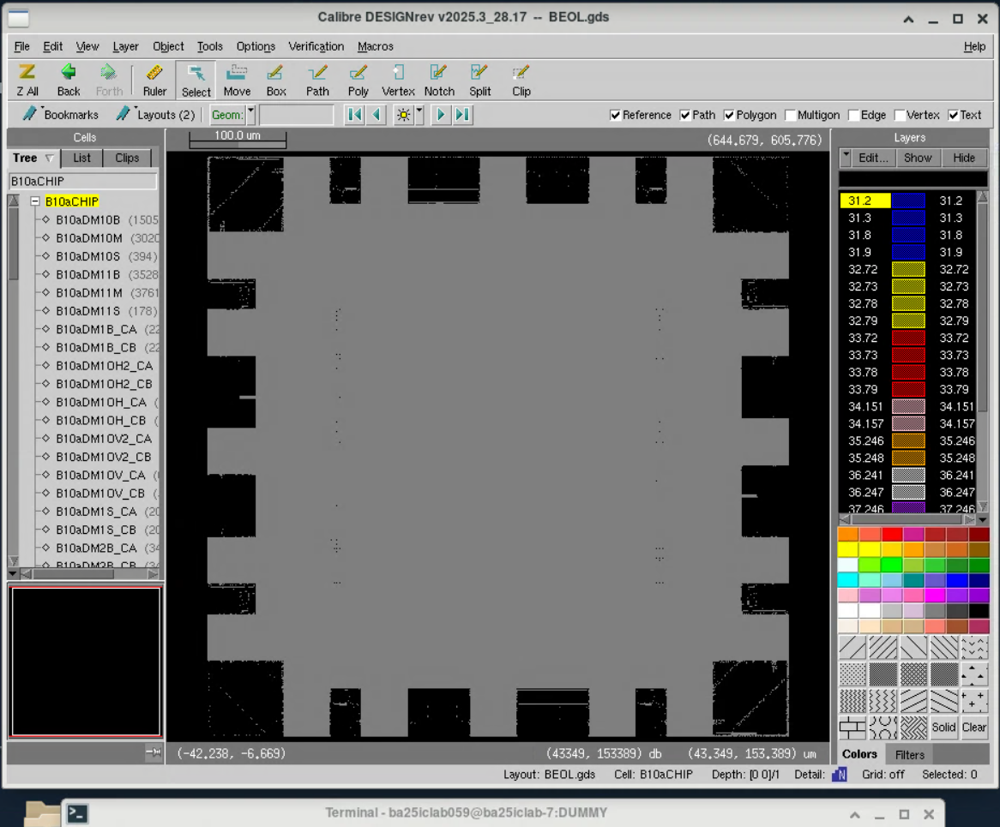 Calibre DESIGNrev v2025.3_28.17 -- BEOL.gds
File Edit View Layer Object Tools Options Verification Macros Help
Z All Back Forth Ruler Select Move Box Path Poly Vertex Notch Split Clip
Bookmarks Layouts (2) Geom: Reference Path Polygon Multigon Edge Vertex Text
Cells 100.0 um (644.679, 605.776) Layers
Tree List Clips Edit... Show Hide
B10aCHIP
B10aCHIP
B10aDM10B (1505
B10aDM10M (3020
B10aDM10S (394)
B10aDM11B (3528
B10aDM11M (3761
B10aDM11S (178)
B10aDM1B_CA (22
B10aDM1B_CB (22
B10aDM1OH2_CA
B10aDM1OH2_CB
B10aDM1OH_CA (
B10aDM1OH_CB (
B10aDM1OV2_CA
B10aDM1OV2_CB
B10aDM1OV_CA (
B10aDM1OV_CB (
B10aDM1S_CA (20
B10aDM1S_CB (20
B10aDM2B_CA (34
B10aDM2B_CB (34
31.2 31.2
31.3 31.3
31.8 31.8
31.9 31.9
32.72 32.72
32.73 32.73
32.78 32.78
32.79 32.79
33.72 33.72
33.73 33.73
33.78 33.78
33.79 33.79
34.151 34.151
34.157 34.157
35.246 35.246
35.248 35.248
36.241 36.241
36.247 36.247
37.246 37.246
Solid Clear
(-42.238, -6.669) (43349, 153389) db (43.349, 153.389) um
Colors Filters
Layout: BEOL.gds Cell: B10aCHIP Depth: [0 0]/1 Detail: N Grid: off Selected: 0
Terminal - ba25iclab059@ba25iclab-7:DUMMY